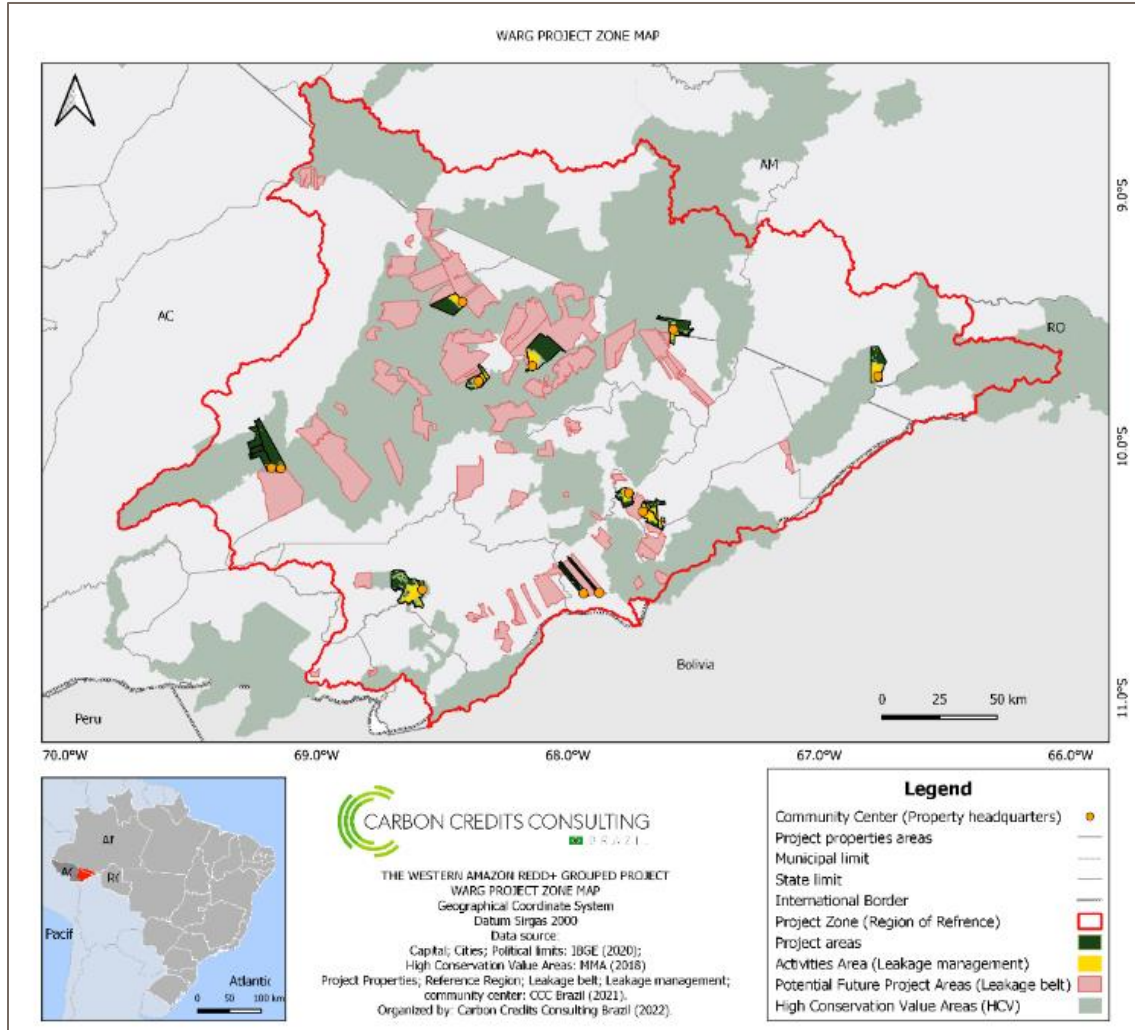 WARG PROJECT ZONE MAP
AM
9.0°S
AC
RO
10.0°S
Bolivia
0 25 50 km
11.0°S
Peru
70.0°W 69.0°W 68.0°W 67.0°W 66.0°W
AC
RO
Pacif
Atlantic
0 50 100 km
CARBON CREDITS CONSULTING
BRAZIL
THE WESTERN AMAZON REDD+ GROUPED PROJECT
WARG PROJECT ZONE MAP
Geographical Coordinate System
Datum Sirgas 2000
Data source:
Capital; Cities; Political limits: IBGE (2020);
High Conservation Value Areas: MMA (2018)
Project Properties; Reference Region; Leakage belt; Leakage management;
community center: CCC Brazil (2021).
Organized by: Carbon Credits Consulting Brazil (2022).
Legend
Community Center (Property headquarters)
Project properties areas
Municipal limit
State limit
International Border
Project Zone (Region of Refrence)
Project areas
Activities Area (Leakage management)
Potential Future Project Areas (Leakage belt)
High Conservation Value Areas (HCV)